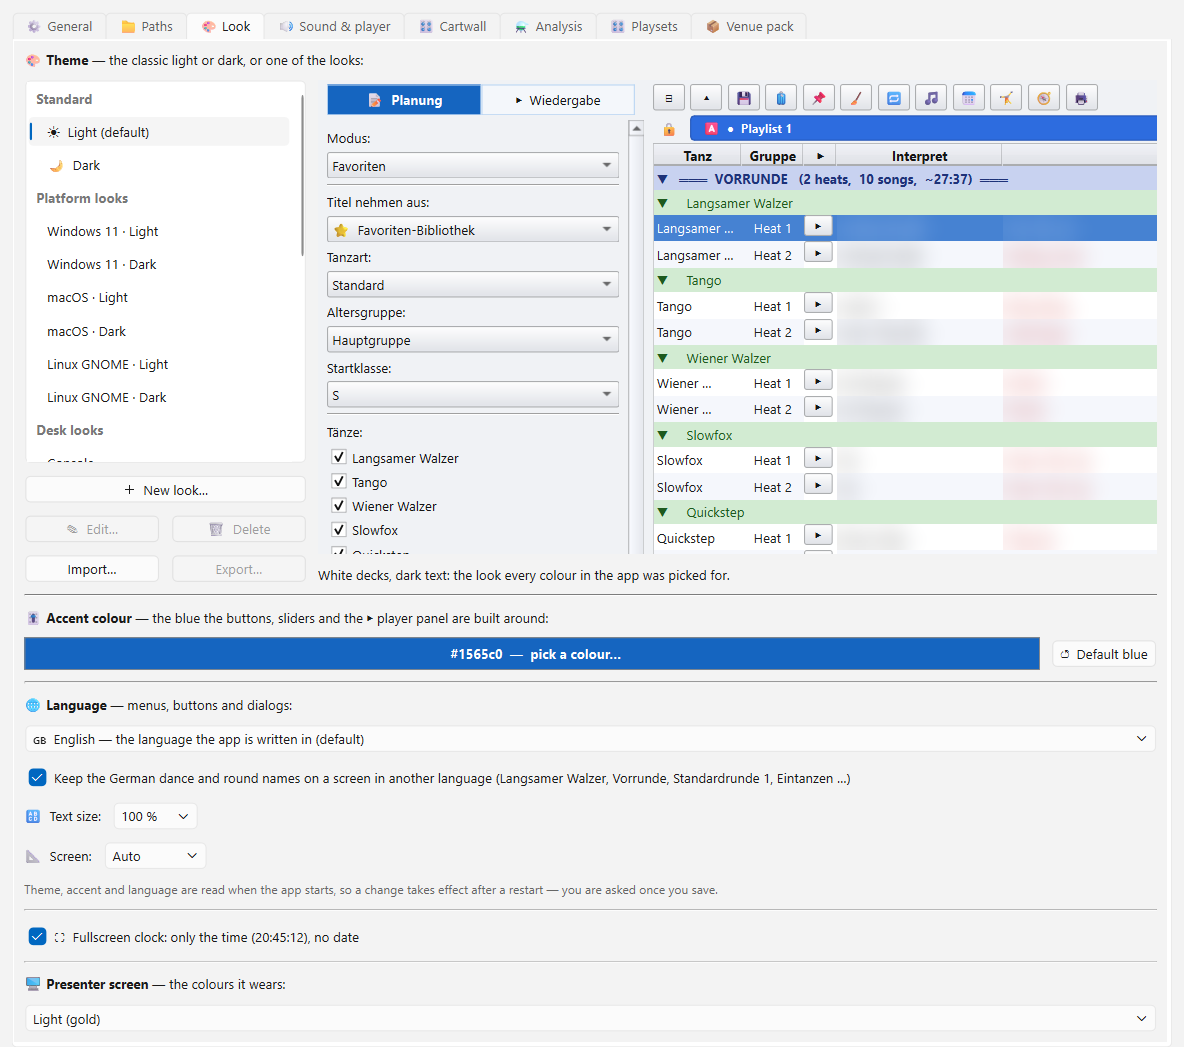 General
Paths
Look
Sound & player
Cartwall
Analysis
Playsets
Venue pack
Theme — the classic light or dark, or one of the looks:
Standard
Light (default)
Dark
Platform looks
Windows 11 · Light
Windows 11 · Dark
macOS · Light
macOS · Dark
Linux GNOME · Light
Linux GNOME · Dark
Desk looks
+ New look...
Edit...
Delete
Import...
Export...
Planung
Wiedergabe
Modus:
Favoriten
Titel nehmen aus:
Favoriten-Bibliothek
Tanzart:
Standard
Altersgruppe:
Hauptgruppe
Startklasse:
S
Tänze:
Langsamer Walzer
Tango
Wiener Walzer
Slowfox
Quickstep
A • Playlist 1
Tanz Gruppe ▶ Interpret
▼ ═══ VORRUNDE (2 heats, 10 songs, ~27:37) ═══
▼ Langsamer Walzer
Langsamer ... Heat 1
Langsamer ... Heat 2
▼ Tango
Tango Heat 1
Tango Heat 2
▼ Wiener Walzer
Wiener ... Heat 1
Wiener ... Heat 2
▼ Slowfox
Slowfox Heat 1
Slowfox Heat 2
▼ Quickstep
Quickstep Heat 1
White decks, dark text: the look every colour in the app was picked for.
Accent colour — the blue the buttons, sliders and the ▶ player panel are built around:
#1565c0 — pick a colour...
Default blue
Language — menus, buttons and dialogs:
GB English — the language the app is written in (default)
Keep the German dance and round names on a screen in another language (Langsamer Walzer, Vorrunde, Standardrunde 1, Eintanzen ...)
Text size: 100 %
Screen: Auto
Theme, accent and language are read when the app starts, so a change takes effect after a restart — you are asked once you save.
Fullscreen clock: only the time (20:45:12), no date
Presenter screen — the colours it wears:
Light (gold)